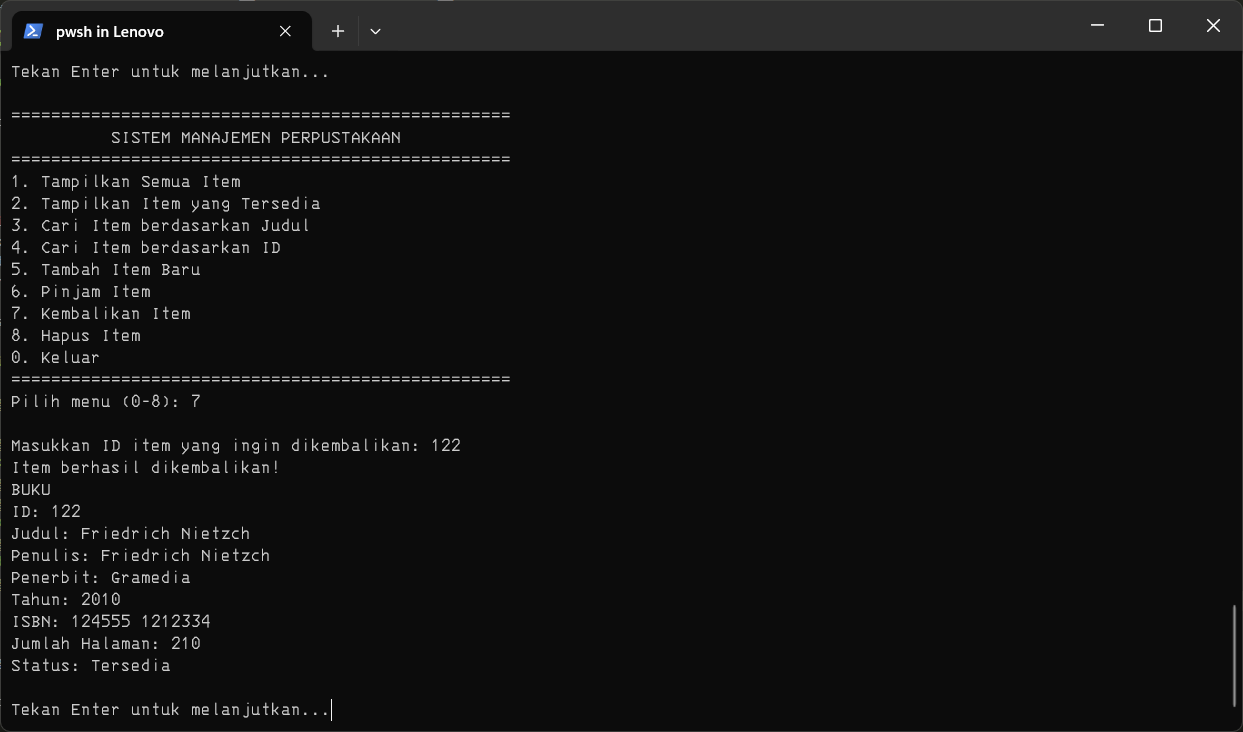 pwsh in Lenovo
Tekan Enter untuk melanjutkan...
==================================================
SISTEM MANAJEMEN PERPUSTAKAAN
==================================================
1. Tampilkan Semua Item
2. Tampilkan Item yang Tersedia
3. Cari Item berdasarkan Judul
4. Cari Item berdasarkan ID
5. Tambah Item Baru
6. Pinjam Item
7. Kembalikan Item
8. Hapus Item
0. Keluar
==================================================
Pilih menu (0-8): 7
Masukkan ID item yang ingin dikembalikan: 122
Item berhasil dikembalikan!
BUKU
ID: 122
Judul: Friedrich Nietzch
Penulis: Friedrich Nietzch
Penerbit: Gramedia
Tahun: 2010
ISBN: 124555 1212334
Jumlah Halaman: 210
Status: Tersedia
Tekan Enter untuk melanjutkan...